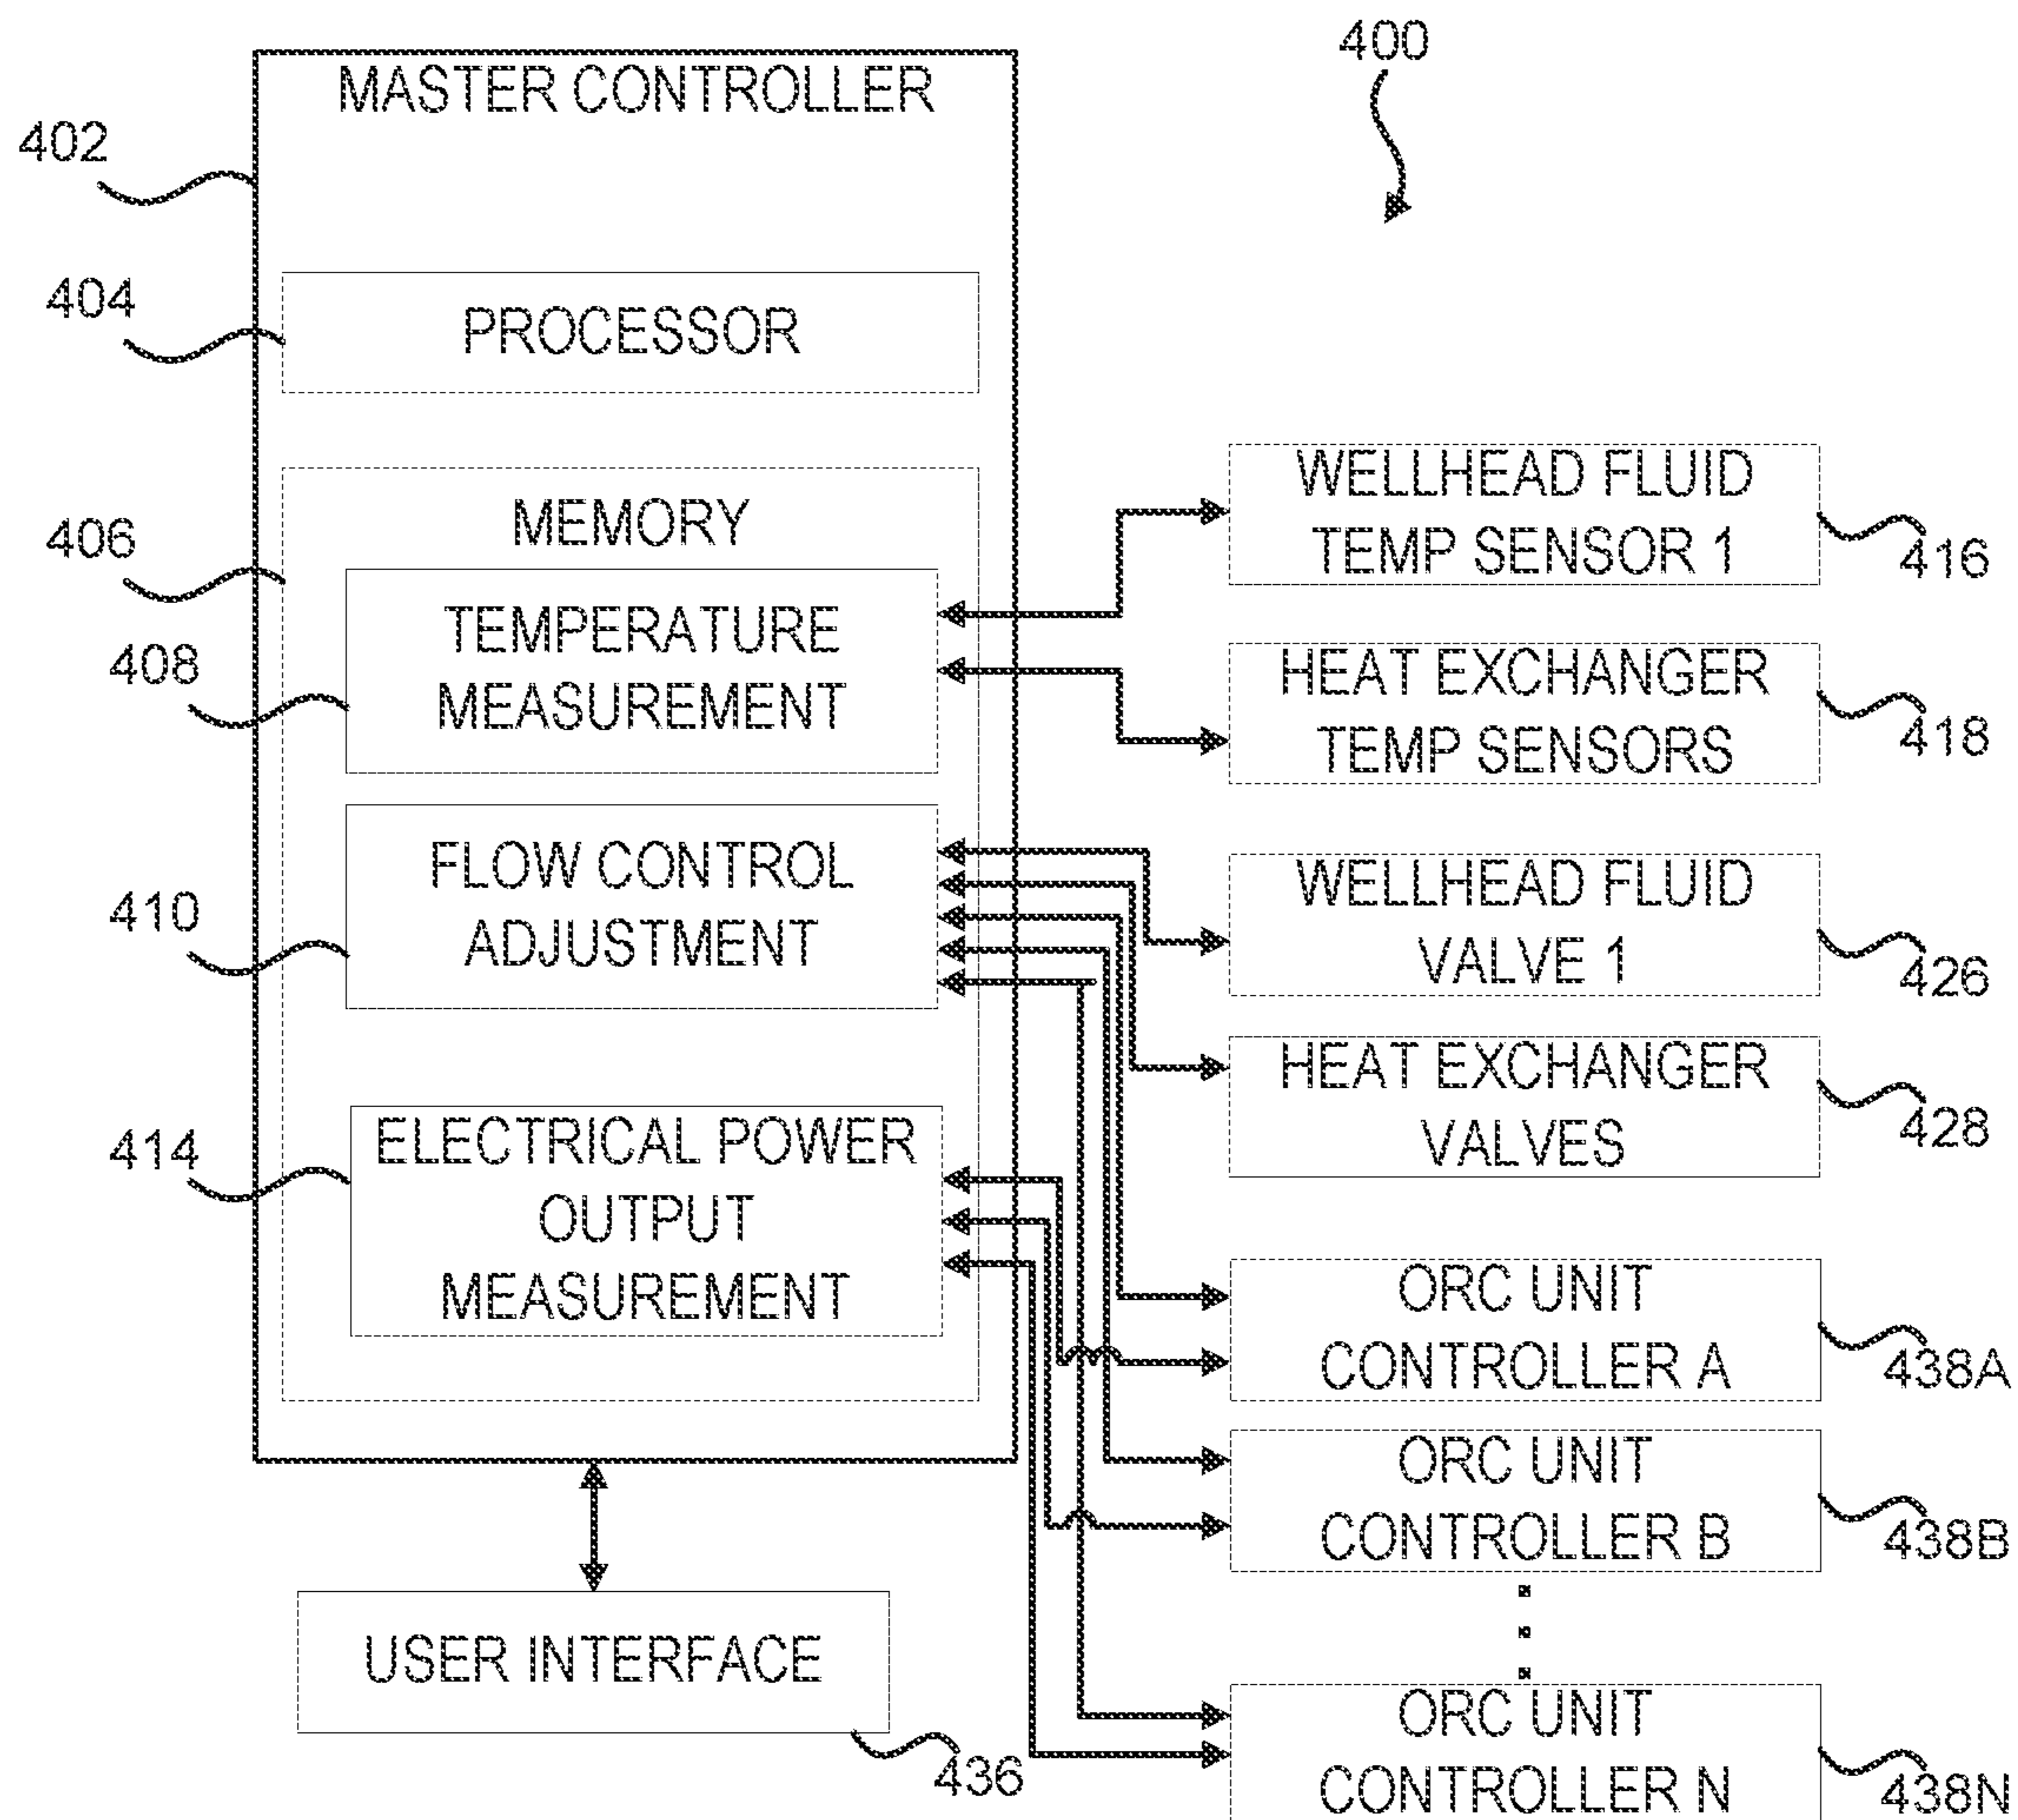 400
MASTER CONTROLLER
402
404
PROCESSOR
406
MEMORY
408
TEMPERATURE
MEASUREMENT
410
FLOW CONTROL
ADJUSTMENT
414
ELECTRICAL POWER
OUTPUT
MEASUREMENT
USER INTERFACE
436
WELLHEAD FLUID
TEMP SENSOR 1
416
HEAT EXCHANGER
TEMP SENSORS
418
WELLHEAD FLUID
VALVE 1
426
HEAT EXCHANGER
VALVES
428
ORC UNIT
CONTROLLER A
438A
ORC UNIT
CONTROLLER B
438B
ORC UNIT
CONTROLLER N
438N